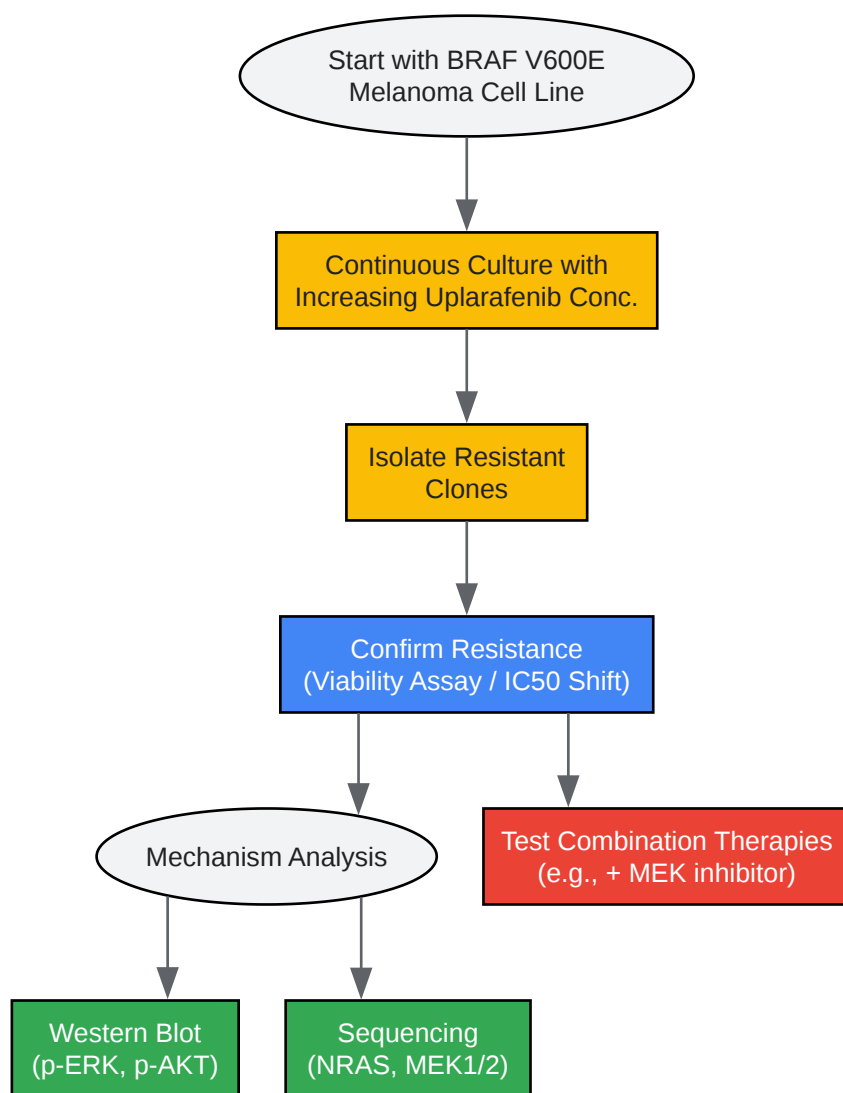 Start with BRAF V600E
Melanoma Cell Line
Continuous Culture with
Increasing Uplarafenib Conc.
Isolate Resistant
Clones
Confirm Resistance
(Viability Assay / IC50 Shift)
Mechanism Analysis
Test Combination Therapies
(e.g., + MEK inhibitor)
Western Blot
(p-ERK, p-AKT)
Sequencing
(NRAS, MEK1/2)